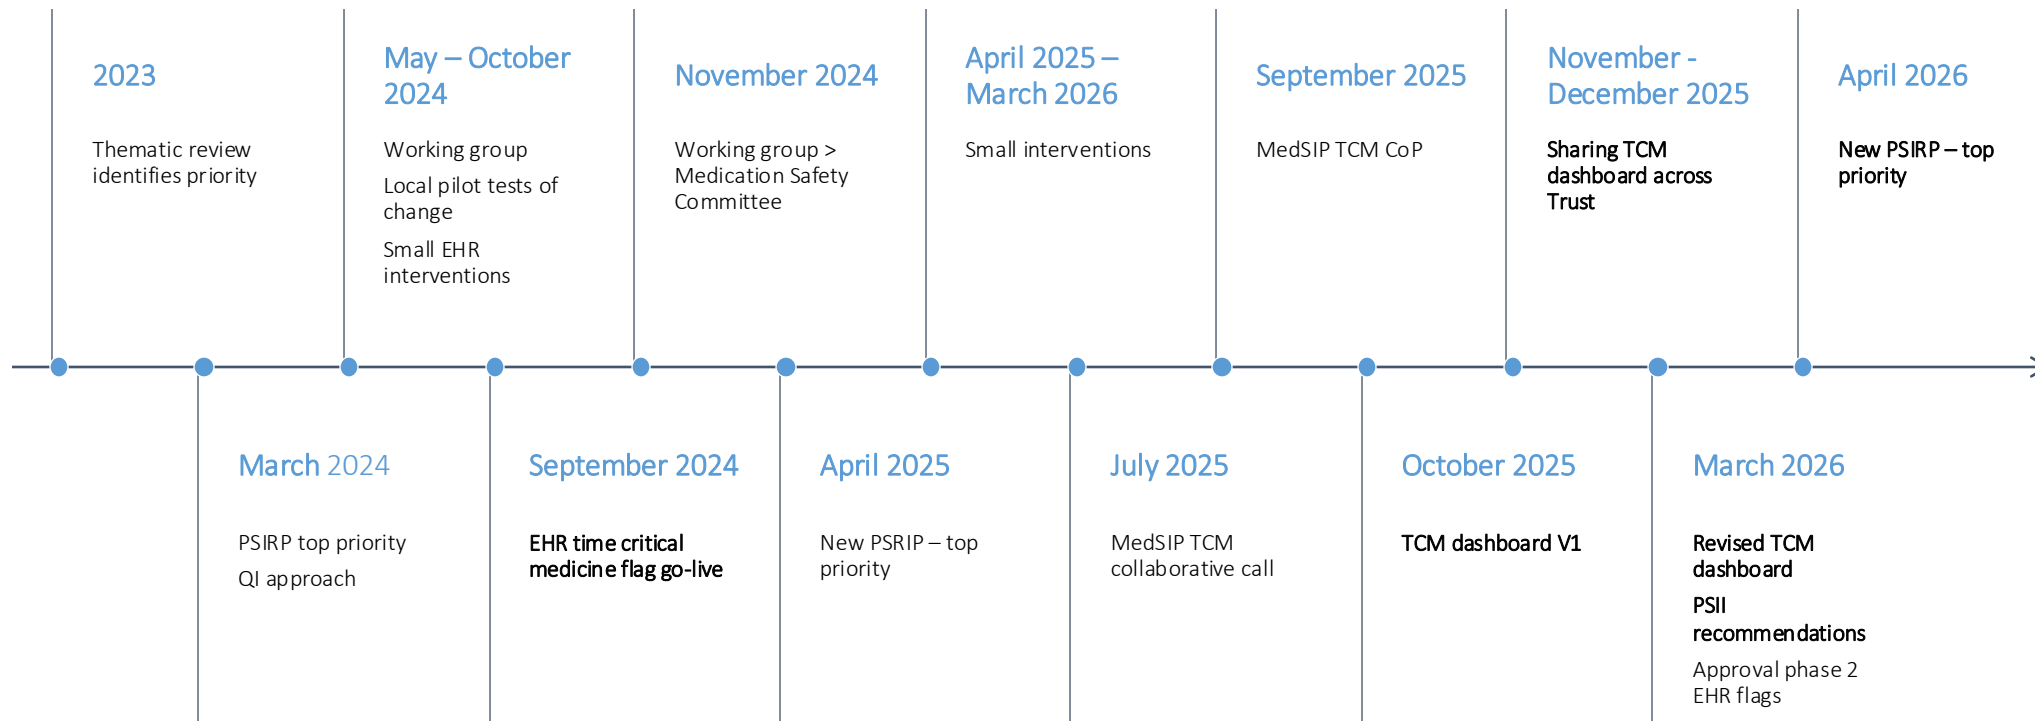 2023
Thematic review
identifies priority
March 2024
PSIRP top priority
QI approach
May – October
2024
Working group
Local pilot tests of
change
Small EHR
interventions
September 2024
EHR time critical
medicine flag go-live
November 2024
Working group >
Medication Safety
Committee
April 2025
New PSRIP – top
priority
April 2025 –
March 2026
Small interventions
July 2025
MedSIP TCM
collaborative call
September 2025
MedSIP TCM CoP
October 2025
TCM dashboard V1
November -
December 2025
Sharing TCM
dashboard across
Trust
March 2026
Revised TCM
dashboard
PSII
recommendations
Approval phase 2
EHR flags
April 2026
New PSIRP – top
priority